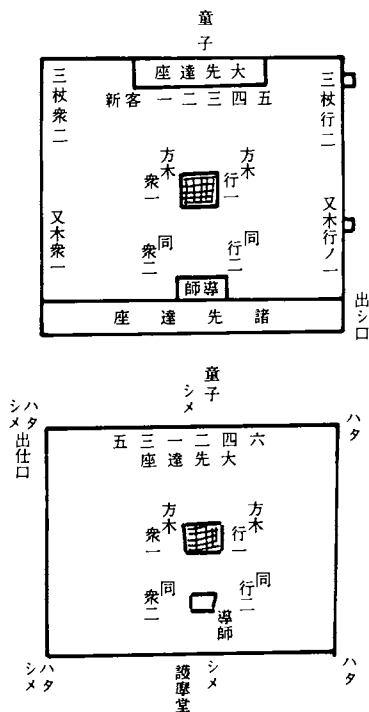 童子
大先達座
新客一二三四五
三杖衆二
三杖行二
方木衆一
方木行一
又木衆一
又木行ノ一
同衆二
同行二
導師
諸先達座
出シ口
童子
シメ
ハタ
シメ
出仕口
ハタ
五三一二四六
大先達座
方木衆一
方木行一
同衆二
同行二
導師
ハタ
シメ
シメ
護摩堂
ハタ